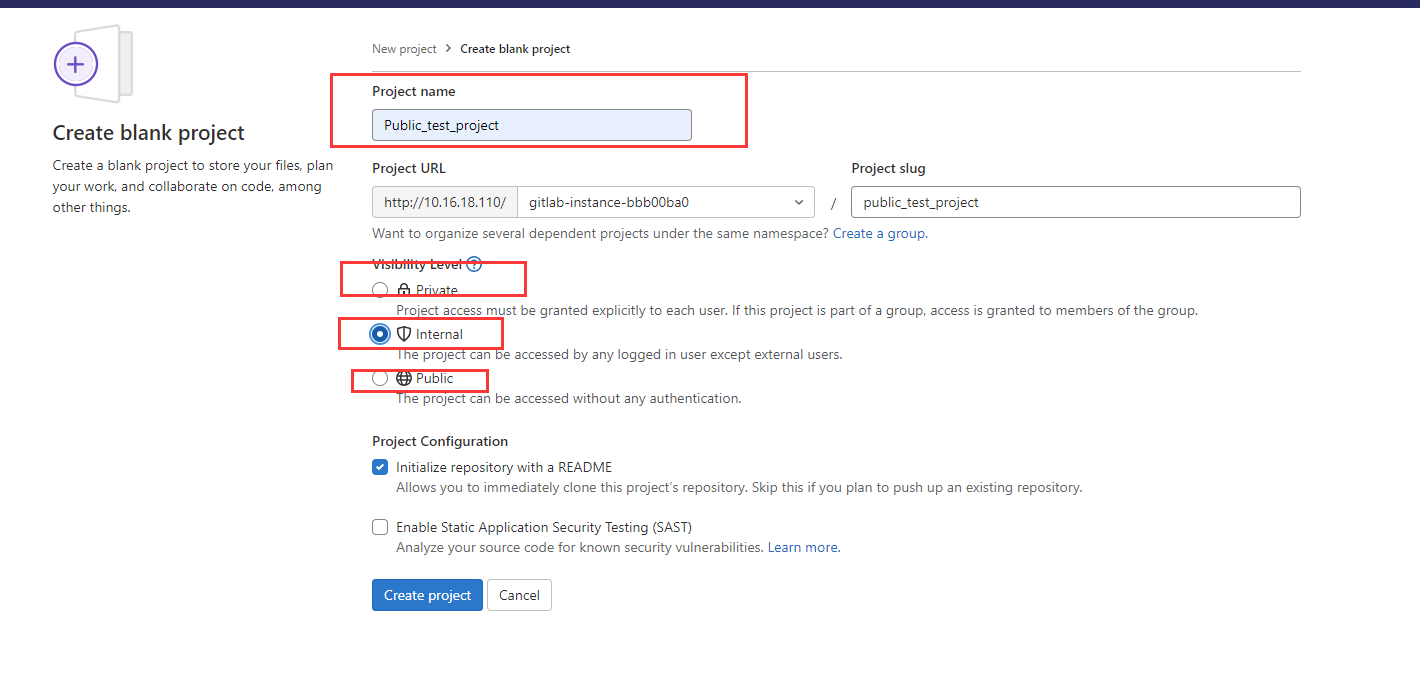 New project > Create blank project
Create blank project
Create a blank project to store your files, plan
your work, and collaborate on code, among
other things.
Project name
Public_test_project
Project URL
Project slug
http://10.16.18.110/ gitlab-instance-bbb00ba0 / public_test_project
Want to organize several dependent projects under the same namespace? Create a group.
Visibility Level ?
Private
Project access must be granted explicitly to each user. If this project is part of a group, access is granted to members of the group.
Internal
The project can be accessed by any logged in user except external users.
Public
The project can be accessed without any authentication.
Project Configuration
Initialize repository with a README
Allows you to immediately clone this project’s repository. Skip this if you plan to push up an existing repository.
Enable Static Application Security Testing (SAST)
Analyze your source code for known security vulnerabilities. Learn more.
Create project Cancel